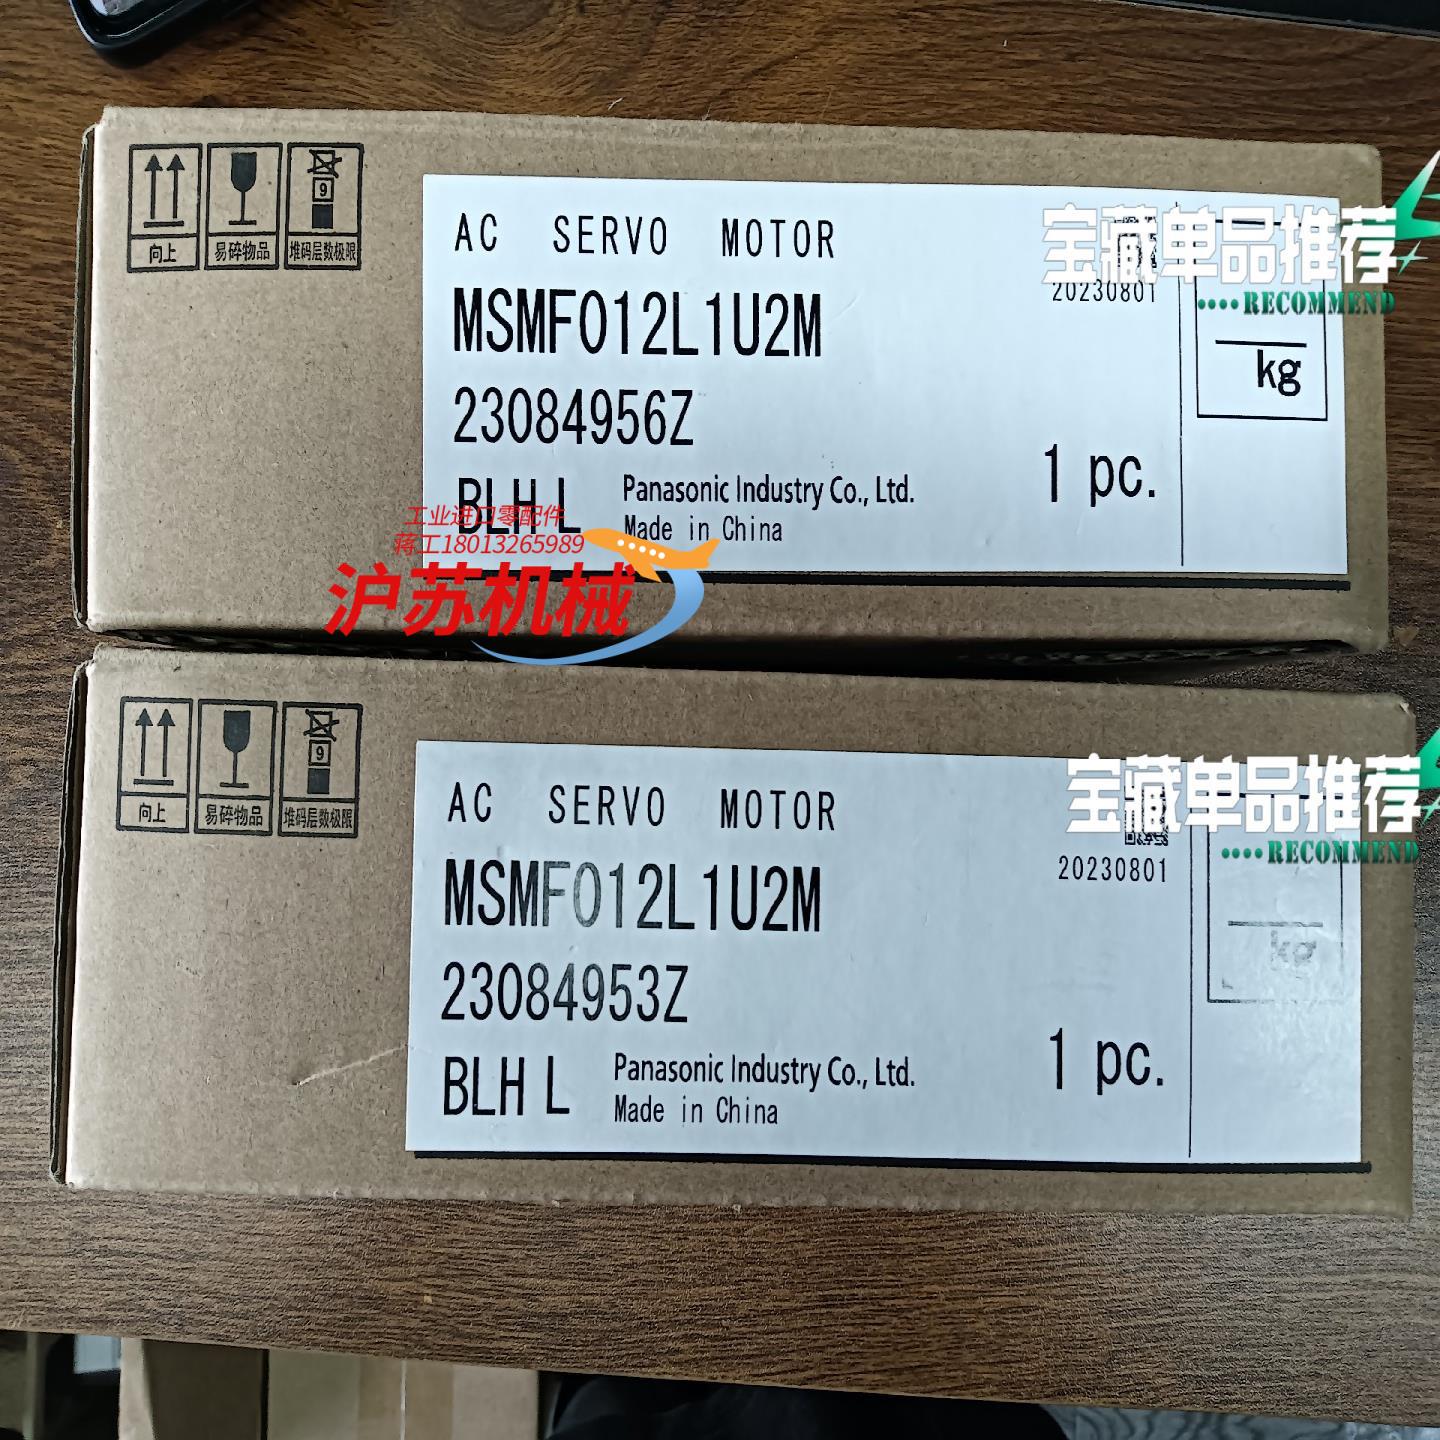 向上
易碎物品
9
堆码层数极限
AC SERVO MOTOR
MSMF012L1U2M
23084956Z
BLH L
Panasonic Industry Co., Ltd.
Made in China
1 pc.
20230801
kg
宝藏单品推荐
RECOMMEND
工业进口零配件
蒋工18013265989
沪苏机械
向上
易碎物品
9
堆码层数极限
AC SERVO MOTOR
MSMF012L1U2M
23084953Z
BLH L
Panasonic Industry Co., Ltd.
Made in China
1 pc.
20230801
kg
宝藏单品推荐
RECOMMEND